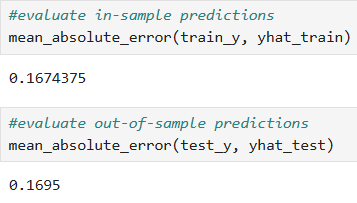 #evaluate in-sample predictions
mean_absolute_error(train_y, yhat_train)
0.1674375
#evaluate out-of-sample predictions
mean_absolute_error(test_y, yhat_test)
0.1695